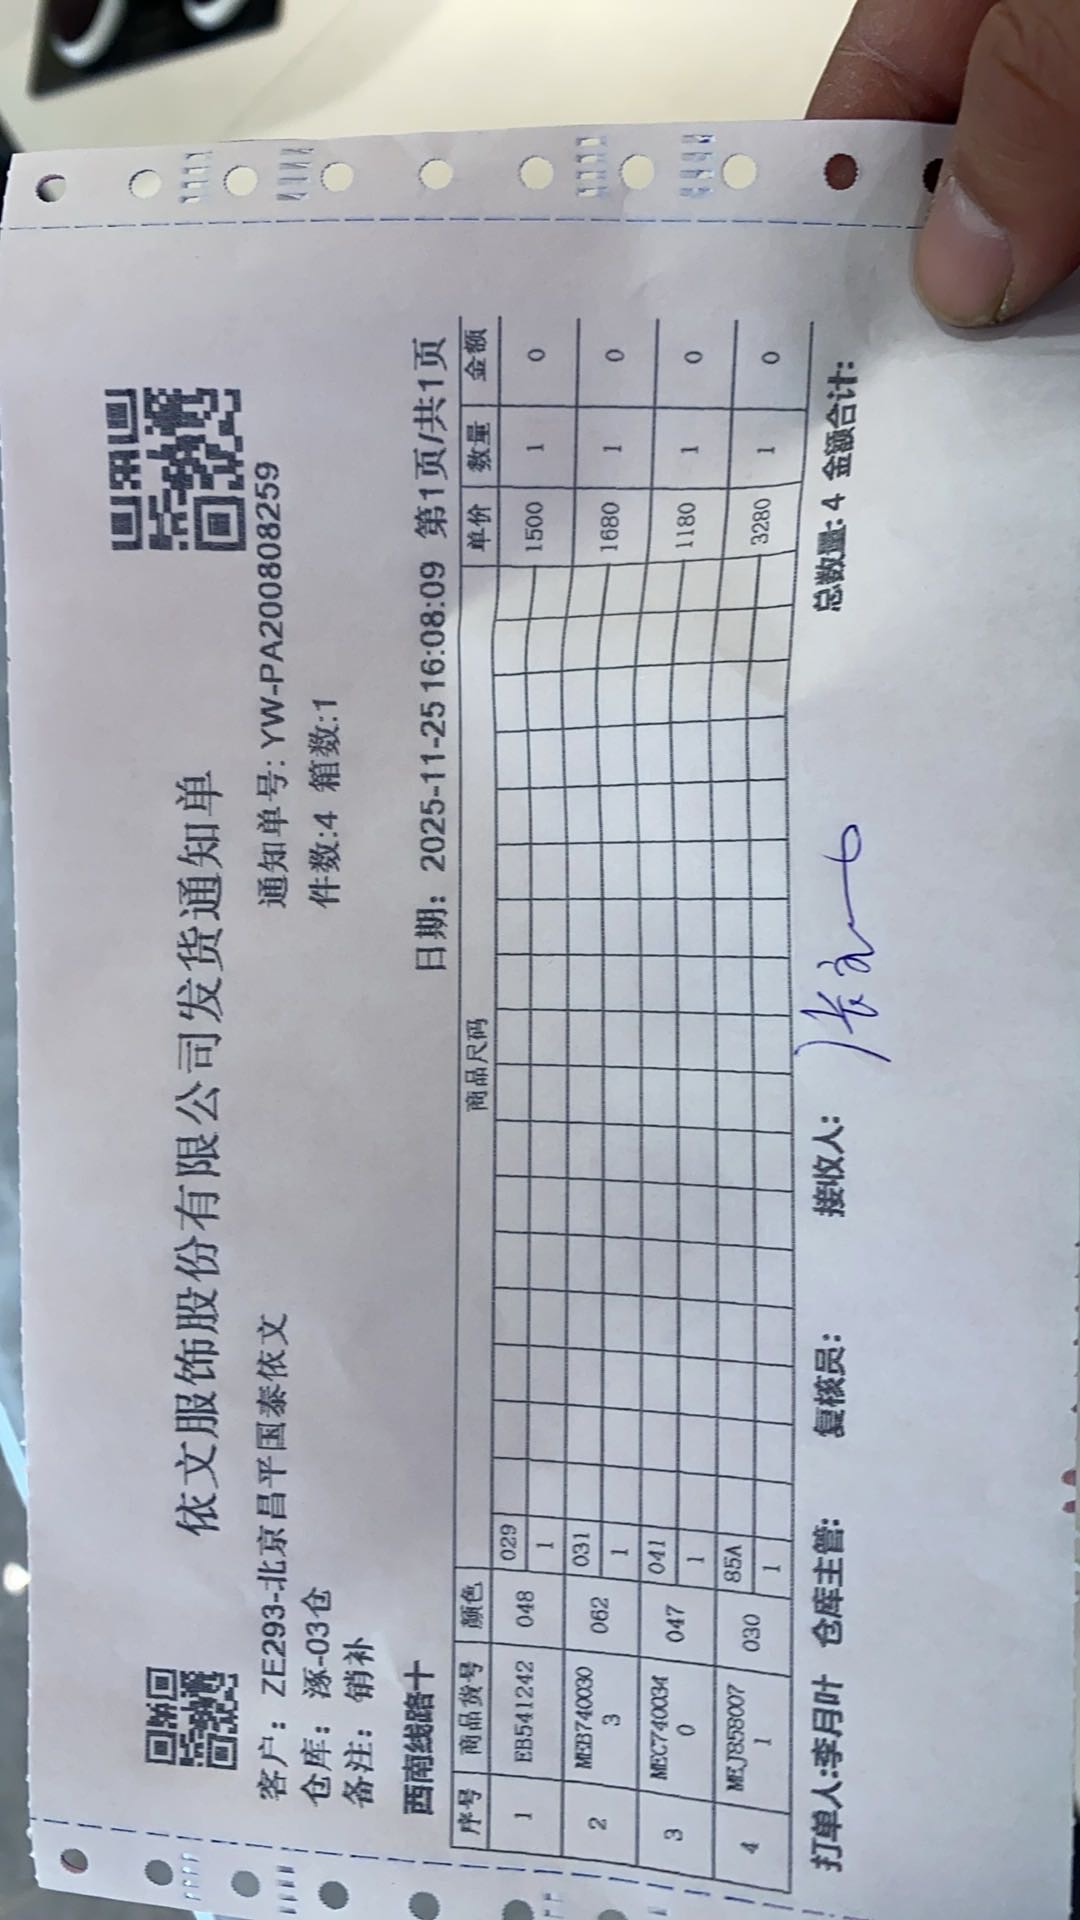 依文服饰股份有限公司发货通知单
客户：ZE293-北京昌平国泰依文 通知单号: YW-PA200808259
仓库：涿-03仓 件数:4 箱数:1
备注：销补
西南线路十 日期：2025-11-25 16:08:09 第1页/共1页
序号 商品货号 颜色 商品尺码 单价 数量 金额
1 EB541242 048 029 1 1500 1 0
2 MEB7400303 062 031 1 1680 1 0
3 MEC7400340 047 041 1 1180 1 0
4 MEJ8580071 030 85A 1 3280 1 0
打单人:李月叶 仓库主管: 复核员: 接收人: 总数量: 4 金额合计: